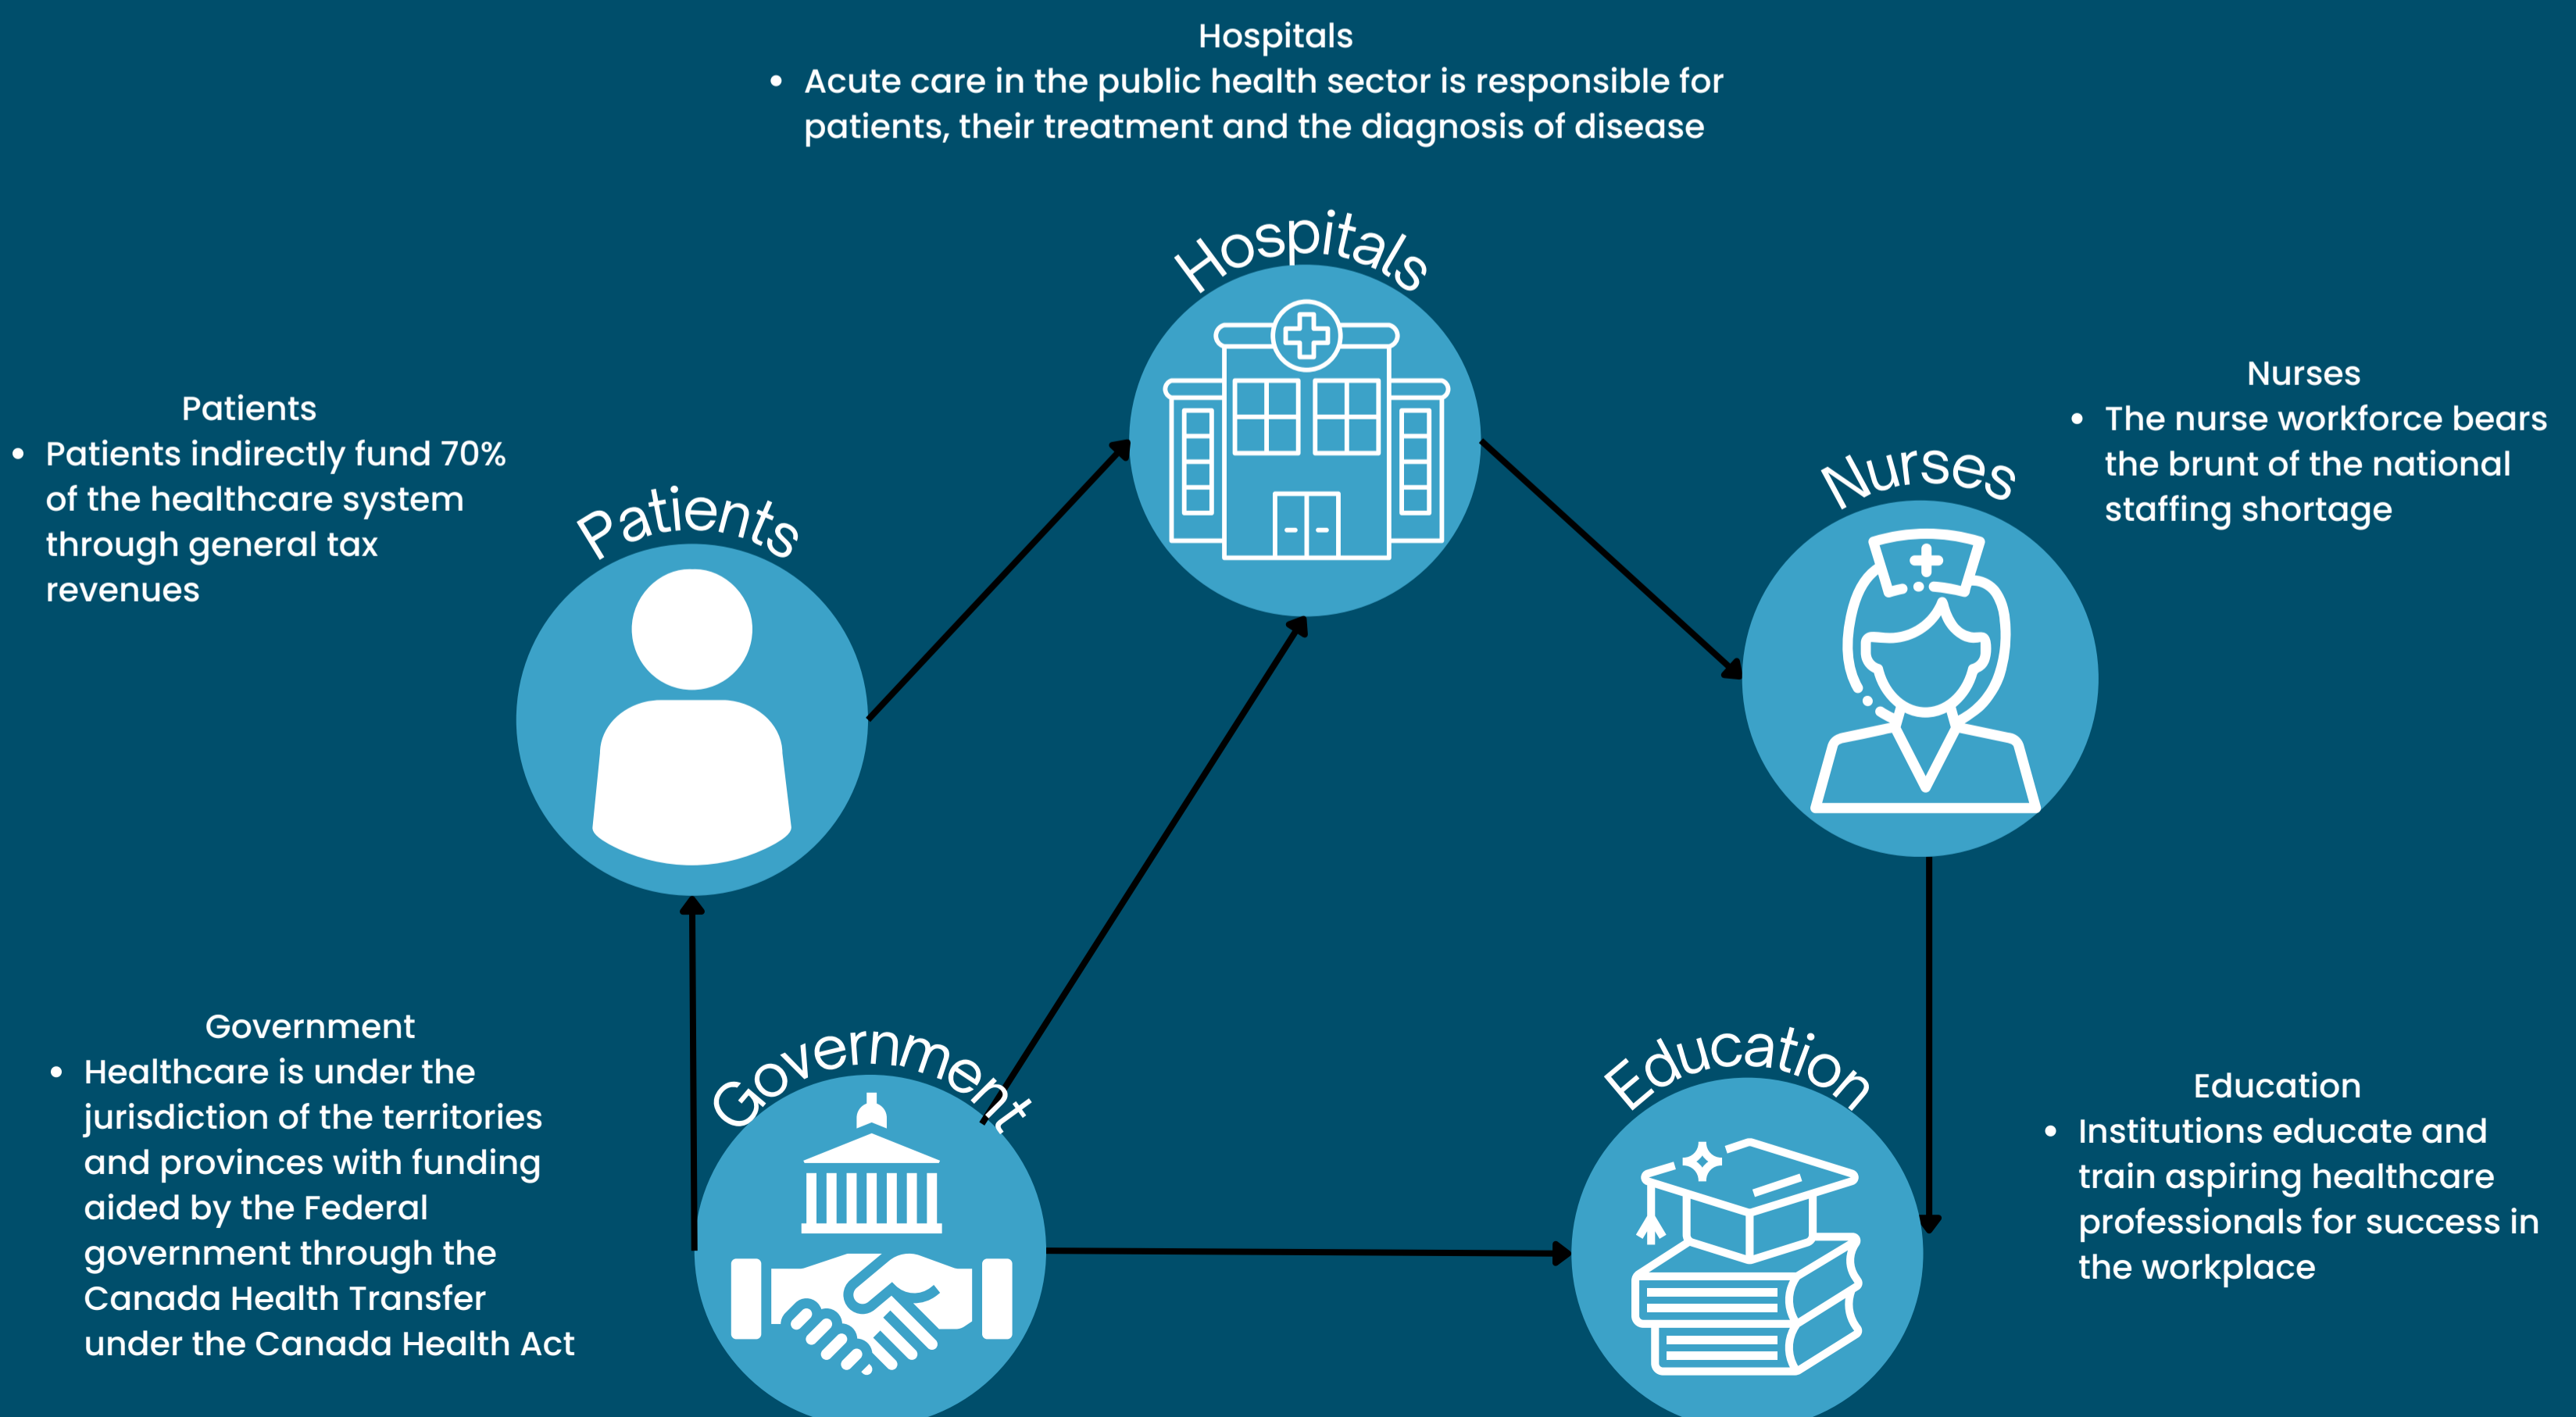 Hospitals
• Acute care in the public health sector is responsible for
patients, their treatment and the diagnosis of disease
Hospitals
Patients
• Patients indirectly fund 70%
of the healthcare system
through general tax
revenues
Patients
Nurses
• The nurse workforce bears
the brunt of the national
staffing shortage
Nurses
Government
• Healthcare is under the
jurisdiction of the territories
and provinces with funding
aided by the Federal
government through the
Canada Health Transfer
under the Canada Health Act
Government
Education
Education
• Institutions educate and
train aspiring healthcare
professionals for success in
the workplace